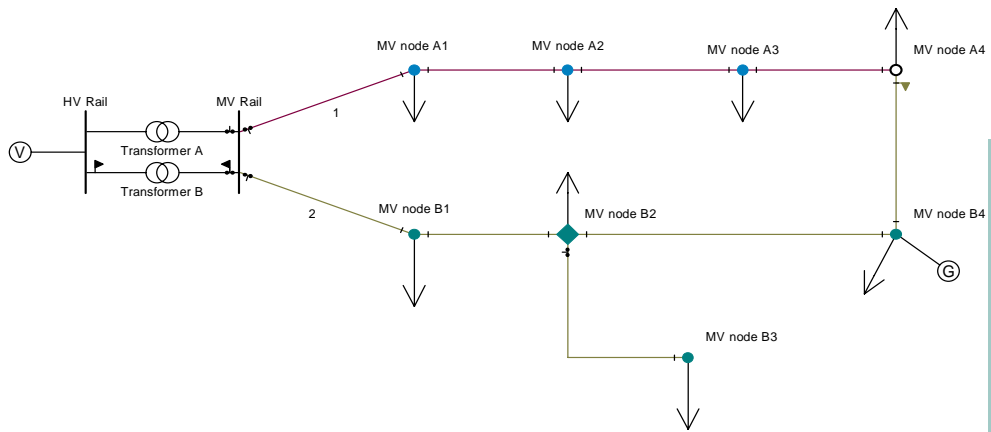 MV node A1
MV node A2
MV node A3
MV node A4
HV Rail
MV Rail
1
V
Transformer A
Transformer B
2
MV node B1
MV node B2
MV node B4
G
MV node B3